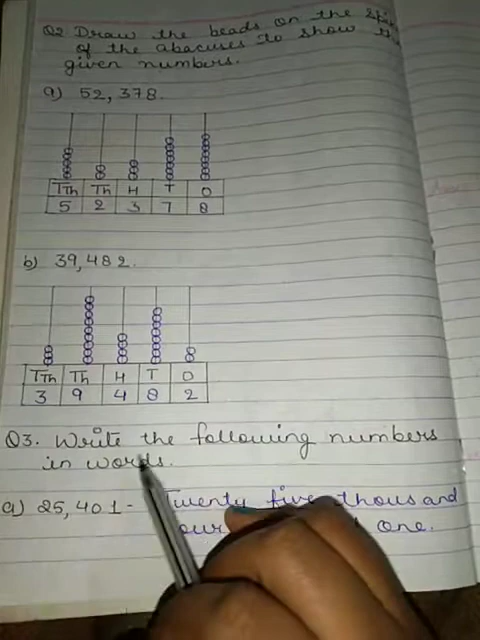 Q2 Draw the beads on the
of the abacuses to show the
given numbers.
a) 52,378.
TTh Th H T O
5 2 3 7 8
b) 39,482.
TTh Th H T O
3 9 4 8 2
Q3. Write the following numbers
in words.
a) 25,401- Twenty five thousand
one.